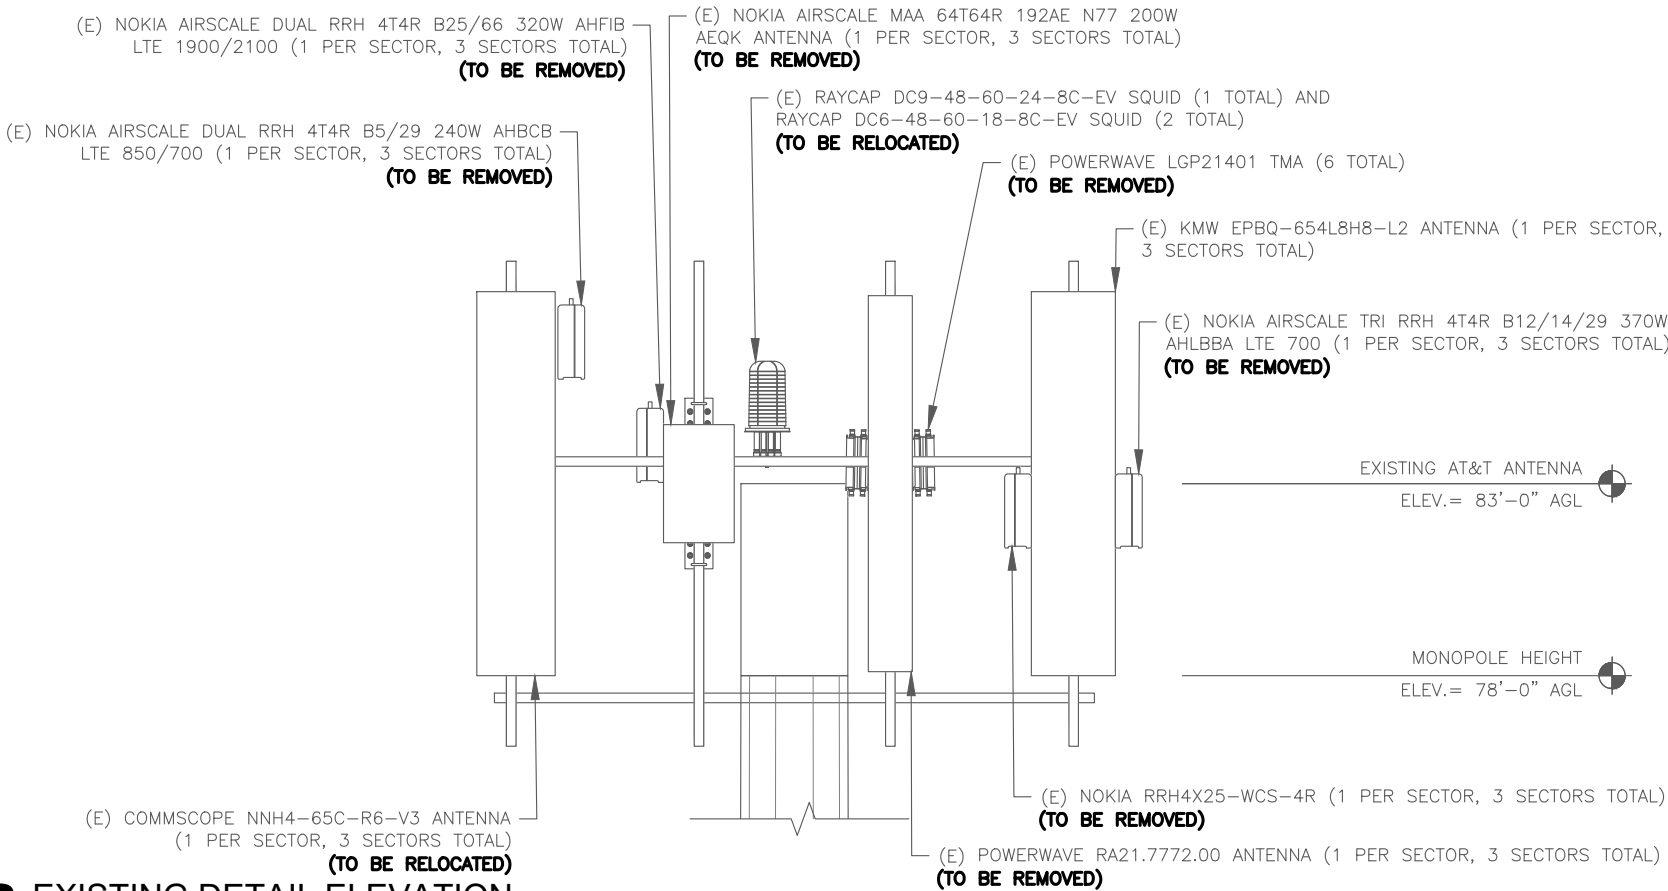 (E) NOKIA AIRSCALE DUAL RRH 4T4R B25/66 320W AHFIB
LTE 1900/2100 (1 PER SECTOR, 3 SECTORS TOTAL)
(TO BE REMOVED)
(E) NOKIA AIRSCALE MAA 64T64R 192AE N77 200W
AEQK ANTENNA (1 PER SECTOR, 3 SECTORS TOTAL)
(TO BE REMOVED)
(E) RAYCAP DC9-48-60-24-8C-EV SQUID (1 TOTAL) AND
RAYCAP DC6-48-60-18-8C-EV SQUID (2 TOTAL)
(TO BE RELOCATED)
(E) NOKIA AIRSCALE DUAL RRH 4T4R B5/29 240W AHBCB
LTE 850/700 (1 PER SECTOR, 3 SECTORS TOTAL)
(TO BE REMOVED)
(E) POWERWAVE LGP21401 TMA (6 TOTAL)
(TO BE REMOVED)
(E) KMW EPBQ-654L8H8-L2 ANTENNA (1 PER SECTOR,
3 SECTORS TOTAL)
(E) NOKIA AIRSCALE TRI RRH 4T4R B12/14/29 370W
AHLBBA LTE 700 (1 PER SECTOR, 3 SECTORS TOTAL)
(TO BE REMOVED)
EXISTING AT&T ANTENNA
ELEV.= 83'-0" AGL
MONOPOLE HEIGHT
ELEV.= 78'-0" AGL
(E) NOKIA RRH4X25-WCS-4R (1 PER SECTOR, 3 SECTORS TOTAL)
(TO BE REMOVED)
(E) COMMSCOPE NNH4-65C-R6-V3 ANTENNA
(1 PER SECTOR, 3 SECTORS TOTAL)
(TO BE RELOCATED)
(E) POWERWAVE RA21.7772.00 ANTENNA (1 PER SECTOR, 3 SECTORS TOTAL)
(TO BE REMOVED)
EXISTING DETAIL ELEVATION